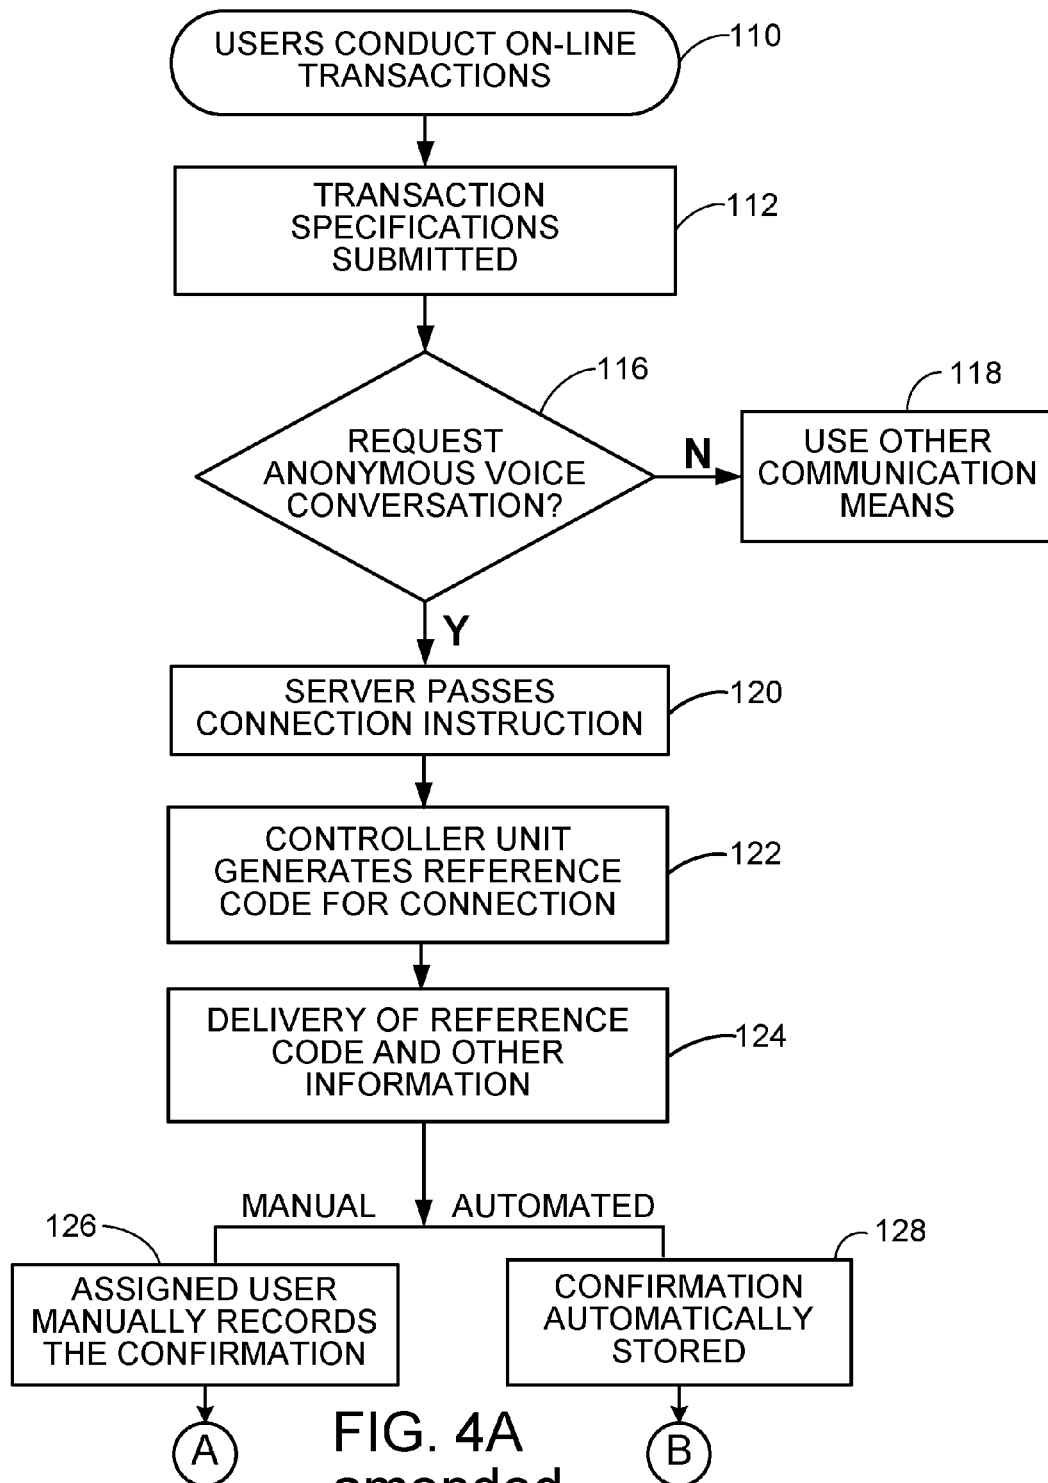 USERS CONDUCT ON-LINE
TRANSACTIONS
110
TRANSACTION
SPECIFICATIONS
SUBMITTED
112
REQUEST
ANONYMOUS VOICE
CONVERSATION?
116
N
118
USE OTHER
COMMUNICATION
MEANS
Y
SERVER PASSES
CONNECTION INSTRUCTION
120
CONTROLLER UNIT
GENERATES REFERENCE
CODE FOR CONNECTION
122
DELIVERY OF REFERENCE
CODE AND OTHER
INFORMATION
124
MANUAL
AUTOMATED
126
ASSIGNED USER
MANUALLY RECORDS
THE CONFIRMATION
128
CONFIRMATION
AUTOMATICALLY
STORED
A
B
FIG. 4A
amended